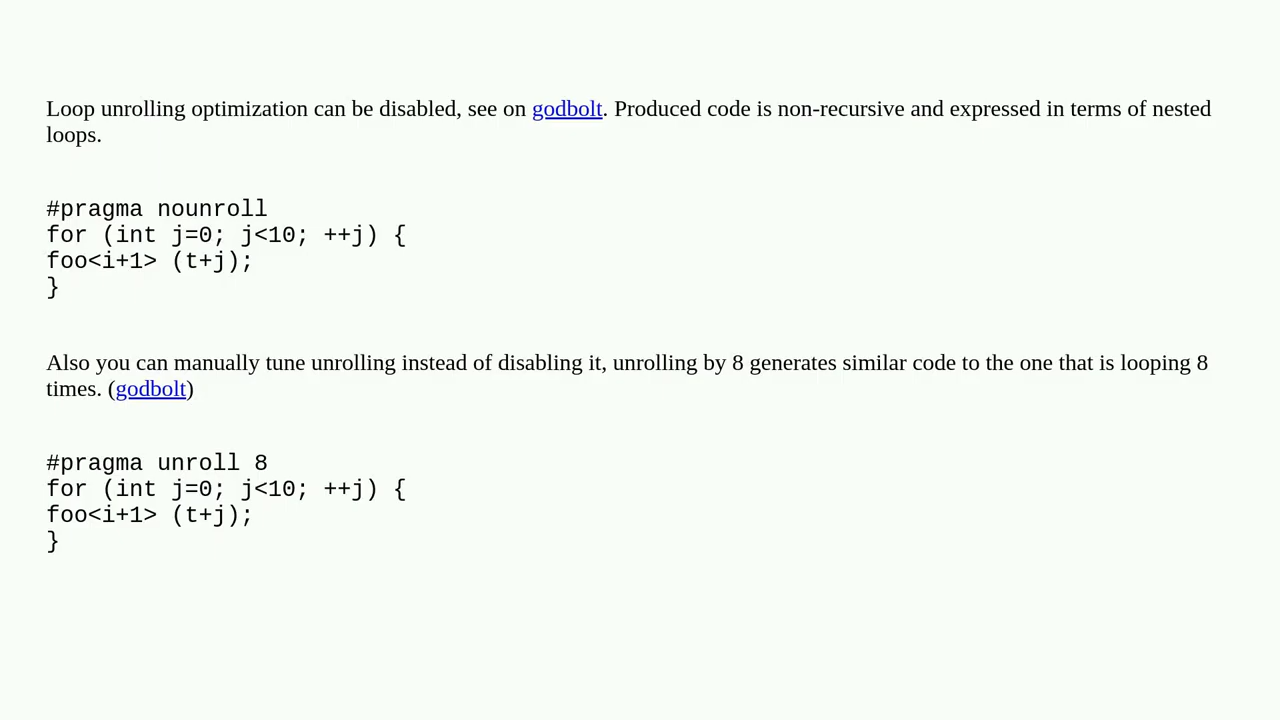 Loop unrolling optimization can be disabled, see on godbolt. Produced code is non-recursive and expressed in terms of nested
loops.
#pragma nounroll
for (int j=0; j<10; ++j) {
foo<i+1> (t+j);
}
Also you can manually tune unrolling instead of disabling it, unrolling by 8 generates similar code to the one that is looping 8
times. (godbolt)
#pragma unroll 8
for (int j=0; j<10; ++j) {
foo<i+1> (t+j);
}